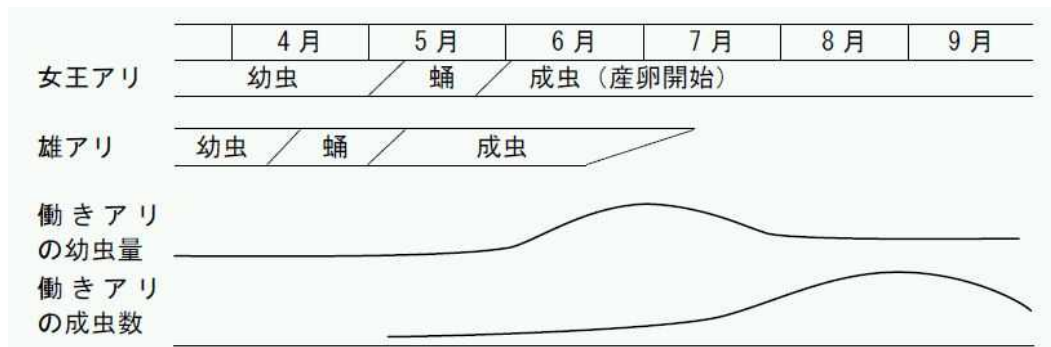 4月 5月 6月 7月 8月 9月
女王アリ 幼虫 蛹 成虫（産卵開始）
雄アリ 幼虫 蛹 成虫
働きアリ
の幼虫量
働きアリ
の成虫数